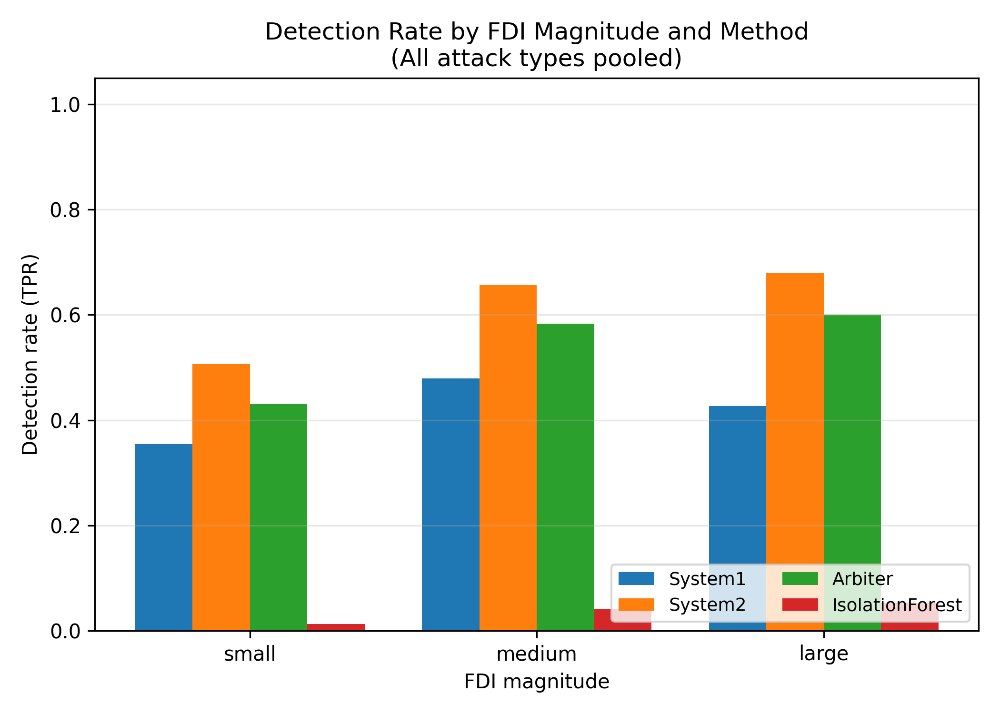 Detection Rate by FDI Magnitude and Method
(All attack types pooled)
Detection rate (TPR)
1.0
0.8
0.6
0.4
0.2
0.0
small
medium
large
FDI magnitude
System1
System2
Arbiter
IsolationForest